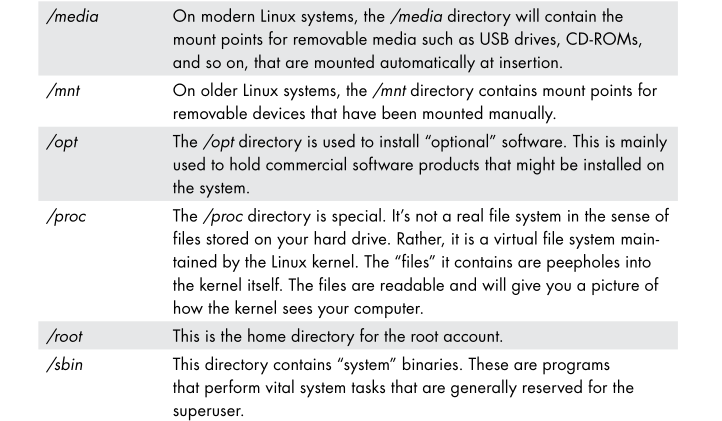 /media On modern Linux systems, the /media directory will contain the
mount points for removable media such as USB drives, CD-ROMs,
and so on, that are mounted automatically at insertion.
/mnt On older Linux systems, the /mnt directory contains mount points for
removable devices that have been mounted manually.
/opt The /opt directory is used to install “optional” software. This is mainly
used to hold commercial software products that might be installed on
the system.
/proc The /proc directory is special. It’s not a real file system in the sense of
files stored on your hard drive. Rather, it is a virtual file system main-
tained by the Linux kernel. The “files” it contains are peepholes into
the kernel itself. The files are readable and will give you a picture of
how the kernel sees your computer.
/root This is the home directory for the root account.
/sbin This directory contains “system” binaries. These are programs
that perform vital system tasks that are generally reserved for the
superuser.